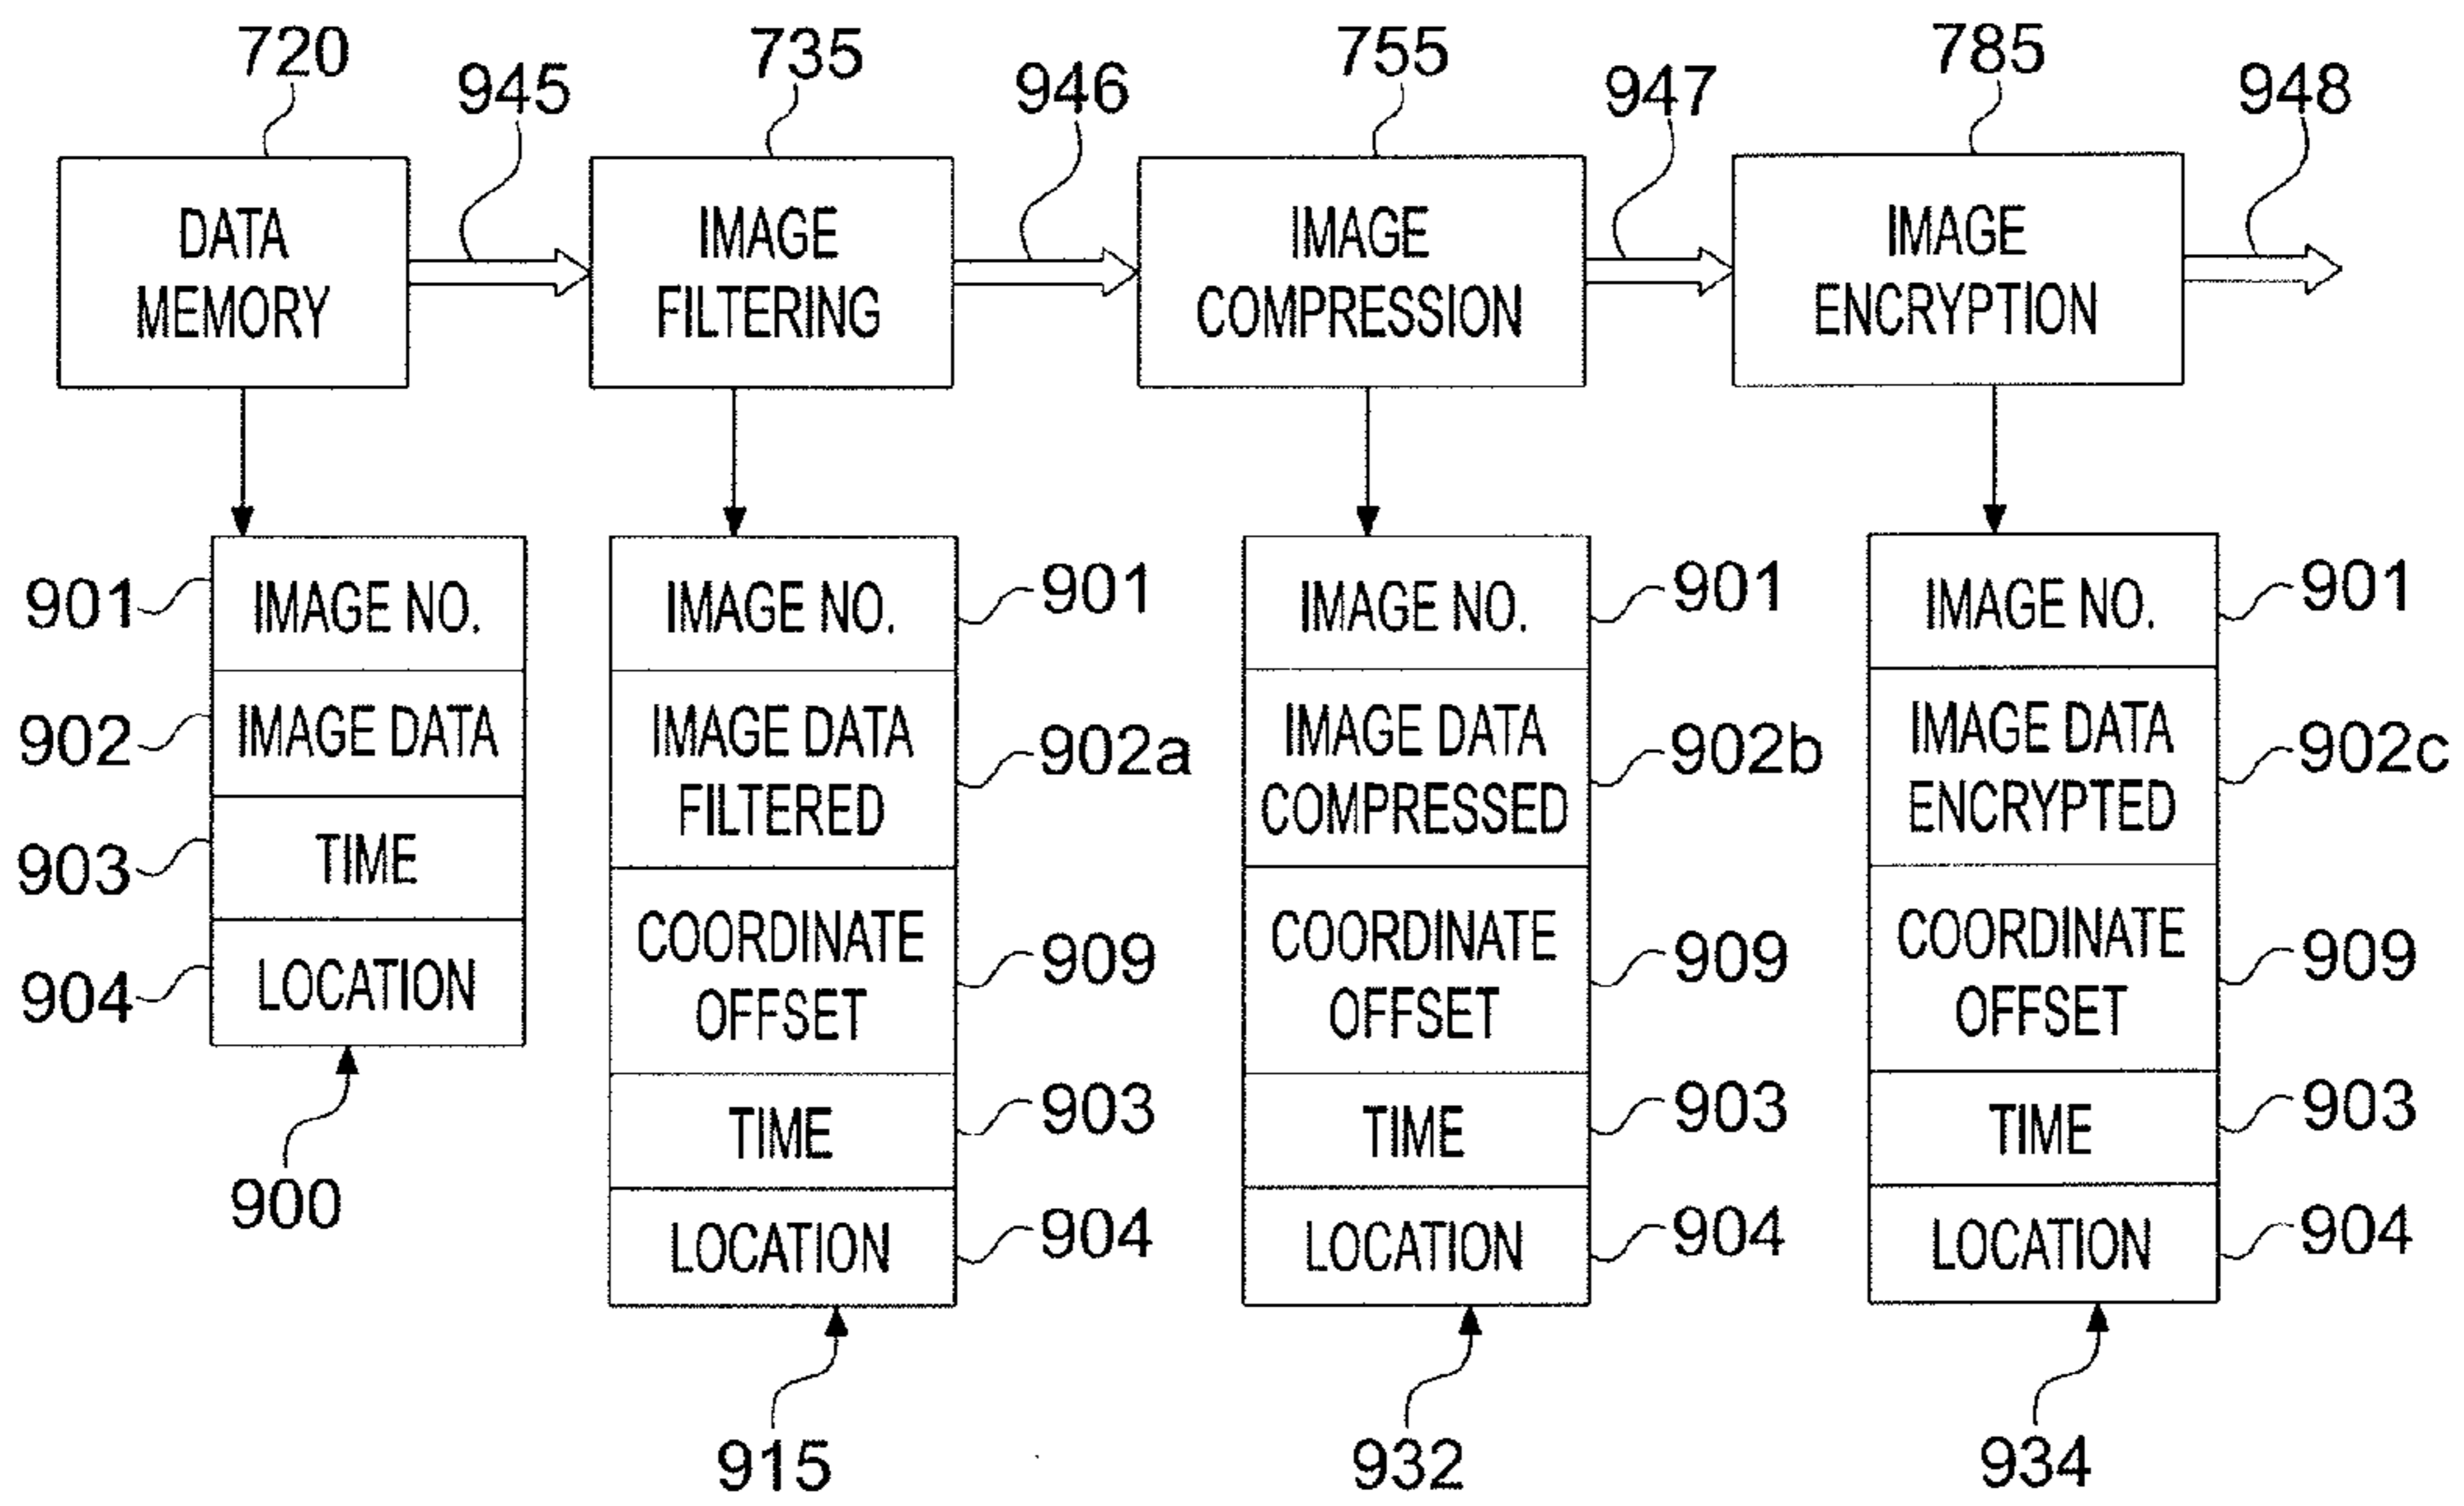 720
945
735
946
755
947
785
948
DATA
MEMORY
IMAGE
FILTERING
IMAGE
COMPRESSION
IMAGE
ENCRYPTION
901
IMAGE NO.
902
IMAGE DATA
903
TIME
904
LOCATION
900
IMAGE NO.
901
IMAGE DATA
FILTERED
902a
COORDINATE
OFFSET
909
TIME
903
LOCATION
904
915
IMAGE NO.
901
IMAGE DATA
COMPRESSED
902b
COORDINATE
OFFSET
909
TIME
903
LOCATION
904
932
IMAGE NO.
901
IMAGE DATA
ENCRYPTED
902c
COORDINATE
OFFSET
909
TIME
903
LOCATION
904
934